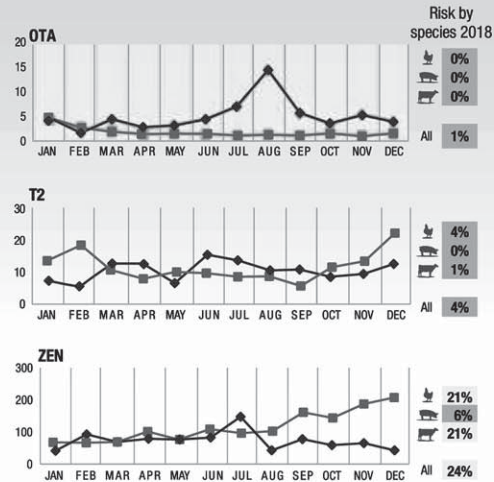 Risk by
species 2018
OTA
20
15
10
5
0
JAN FEB MAR APR MAY JUN JUL AUG SEP OCT NOV DEC
0%
0%
0%
All 1%
T2
30
20
10
0
JAN FEB MAR APR MAY JUN JUL AUG SEP OCT NOV DEC
4%
0%
1%
All 4%
ZEN
300
200
100
0
JAN FEB MAR APR MAY JUN JUL AUG SEP OCT NOV DEC
21%
6%
21%
All 24%